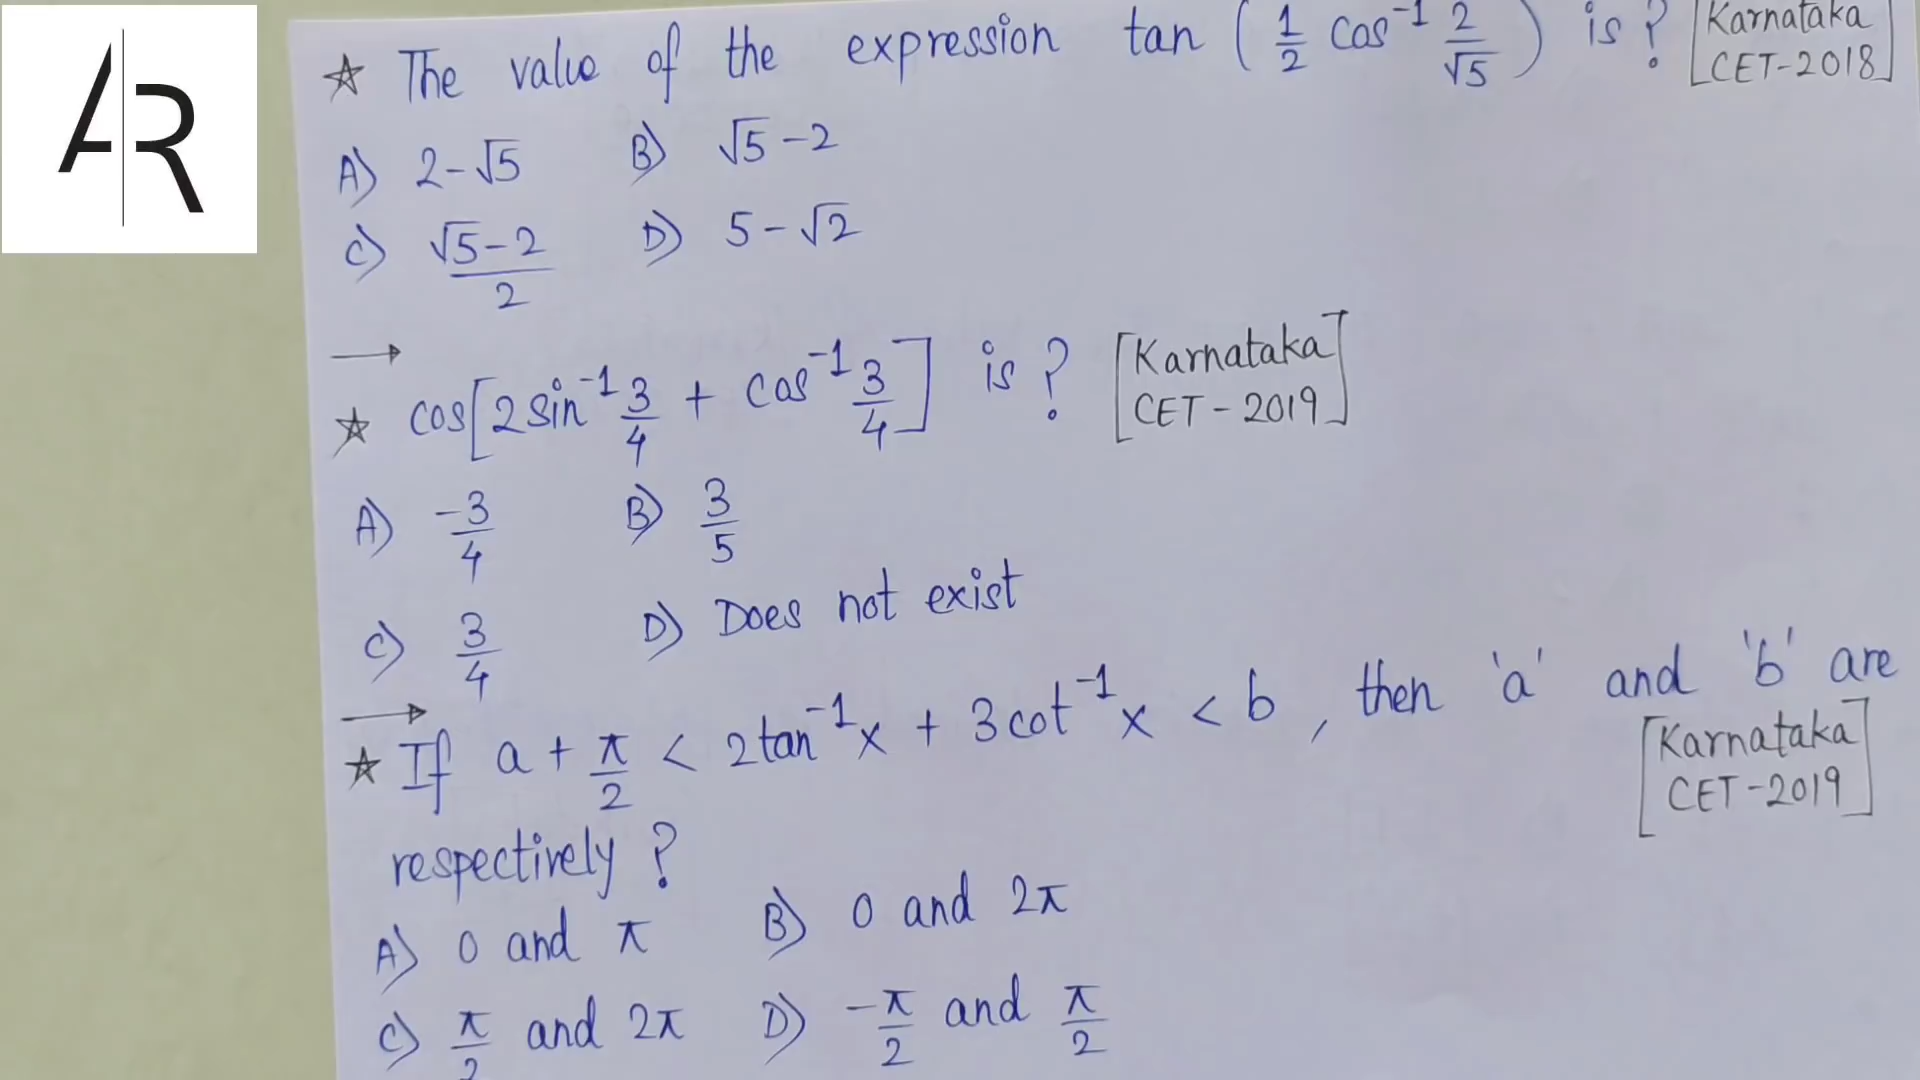 AR
☆ The value of the expression tan (1/2 cos⁻¹ 2/√5) is ? [Karnataka CET-2018]
A) 2-√5 B) √5-2
C) (√5-2)/2 D) 5-√2
→
☆ cos[2sin⁻¹ 3/4 + cos⁻¹ 3/4] is ? [Karnataka CET-2019]
A) -3/4 B) 3/5
C) 3/4 D) Does not exist
→
☆ If a + π/2 < 2tan⁻¹x + 3cot⁻¹x < b, then 'a' and 'b' are
respectively ? [Karnataka CET-2019]
A) 0 and π B) 0 and 2π
C) π/2 and 2π D) -π/2 and π/2